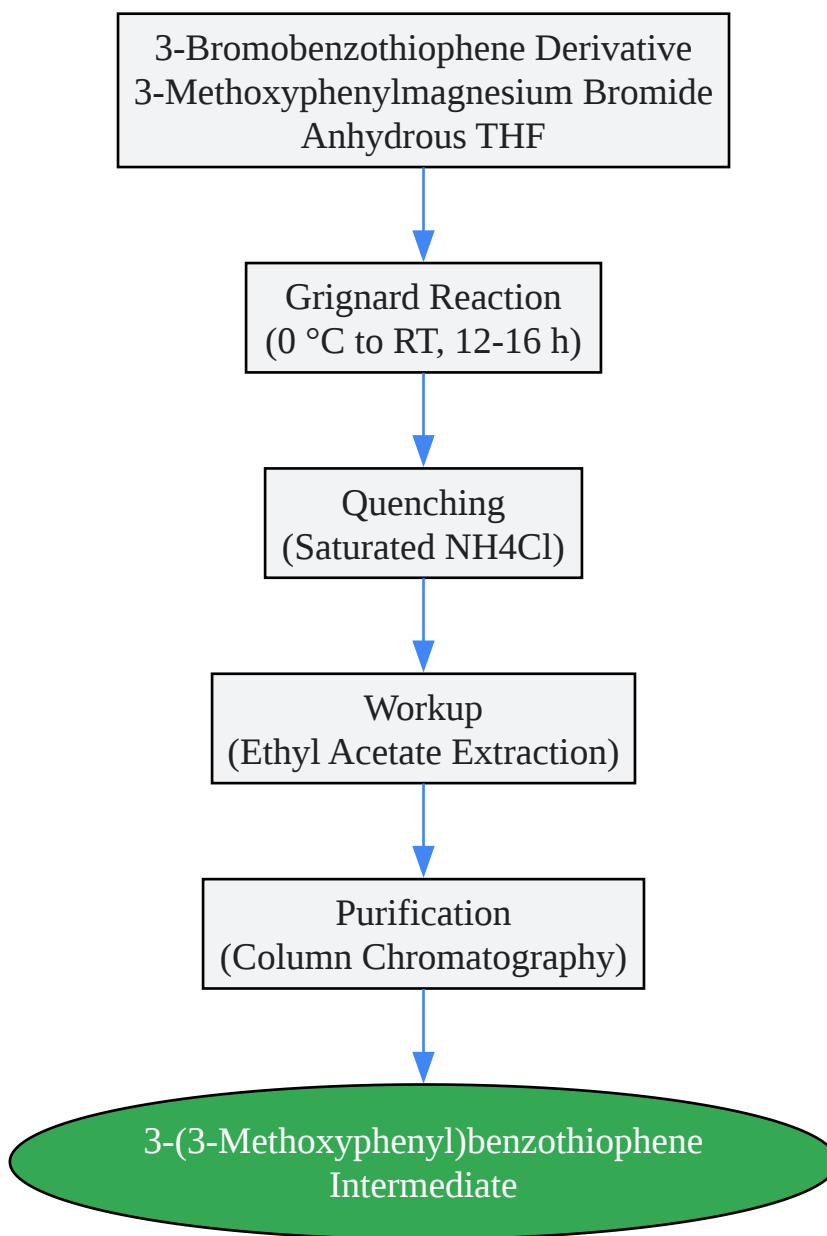 3-Bromobenzothiophene Derivative
3-Methoxyphenylmagnesium Bromide
Anhydrous THF
Grignard Reaction
(0 °C to RT, 12-16 h)
Quenching
(Saturated NH4Cl)
Workup
(Ethyl Acetate Extraction)
Purification
(Column Chromatography)
3-(3-Methoxyphenyl)benzothiophene
Intermediate